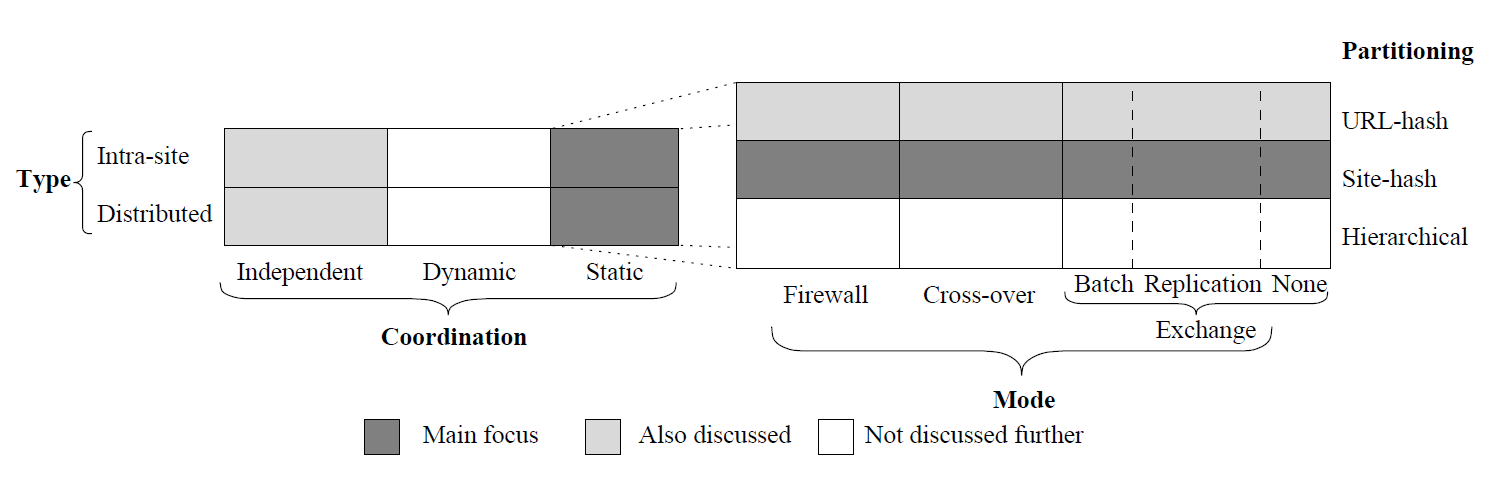 Partitioning
URL-hash
Intra-site
Type
Site-hash
Distributed
Hierarchical
Independent Dynamic Static
Batch Replication None
Firewall Cross-over
Exchange
Coordination
Mode
Main focus Also discussed Not discussed further